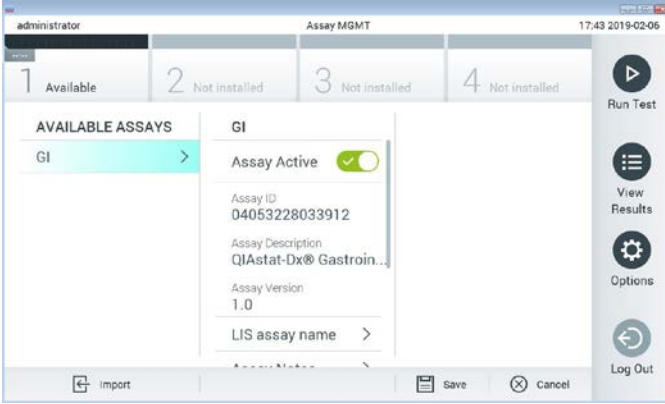 administrator Assay MGMT 17:43 2019-02-06
1 Available 2 Not installed 3 Not installed 4 Not installed
Run Test
AVAILABLE ASSAYS GI
GI Assay Active
Assay ID
04053228033912
View
Results
Assay Description
QIAstat-Dx® Gastroin...
Options
Assay Version
1.0
LIS assay name
Assay Notes
Log Out
Import Save Cancel